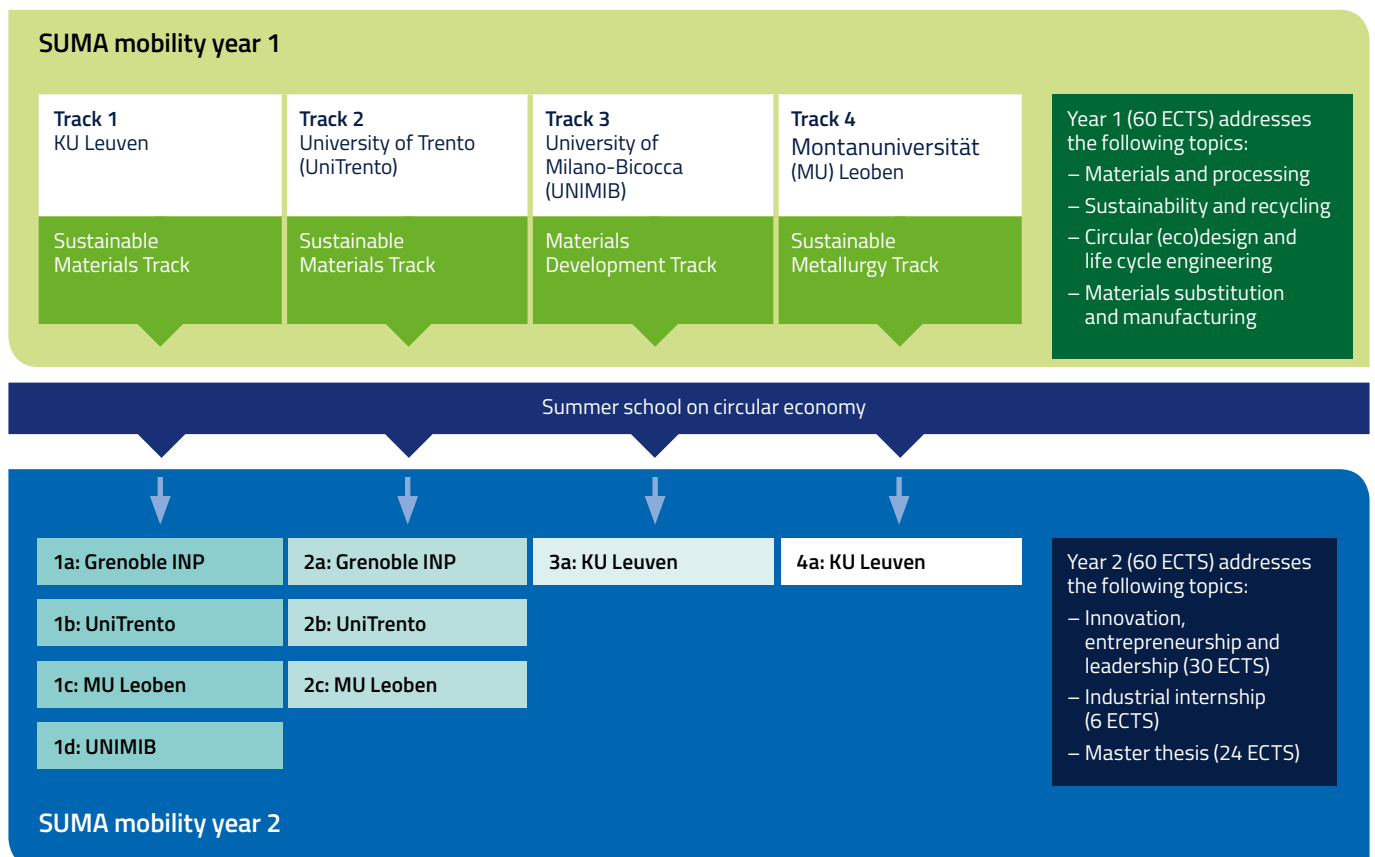 SUMA mobility year 1
Track 1
KU Leuven
Sustainable
Materials Track
Track 2
University of Trento
(UniTrento)
Sustainable
Materials Track
Track 3
University of
Milano-Bicocca
(UNIMIB)
Materials
Development Track
Track 4
Montanuniversität
(MU) Leoben
Sustainable
Metallurgy Track
Year 1 (60 ECTS) addresses
the following topics:
– Materials and processing
– Sustainability and recycling
– Circular (eco)design and
life cycle engineering
– Materials substitution
and manufacturing
Summer school on circular economy
1a: Grenoble INP
1b: UniTrento
1c: MU Leoben
1d: UNIMIB
2a: Grenoble INP
2b: UniTrento
2c: MU Leoben
3a: KU Leuven
4a: KU Leuven
Year 2 (60 ECTS) addresses
the following topics:
– Innovation,
entrepreneurship and
leadership (30 ECTS)
– Industrial internship
(6 ECTS)
– Master thesis (24 ECTS)
SUMA mobility year 2